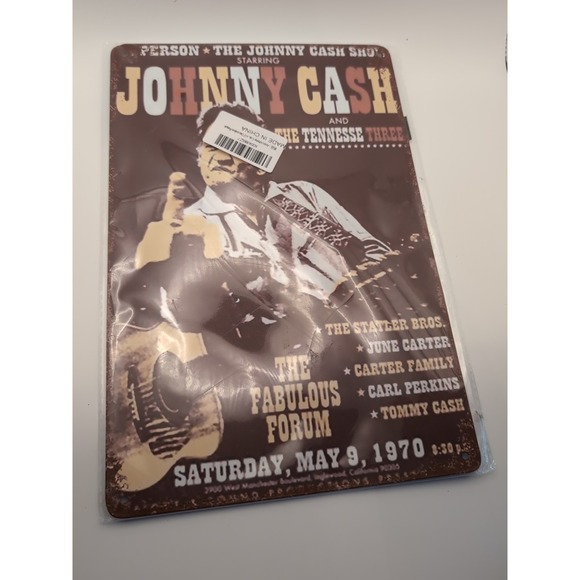 PERSON ★ THE JOHNNY CASH SHOW
STARRING
JOHNNY CASH
AND
THE TENNESSE THREE
MADE IN CHINA
THE STATLER BROS.
★ JUNE CARTER
★ CARTER FAMILY
★ CARL PERKINS
★ TOMMY CASH
THE
FABULOUS
FORUM
SATURDAY, MAY 9, 1970 8:30 p.
3900 West Manchester Boulevard, Inglewood, California 90305
SOUND PRODUCTIONS